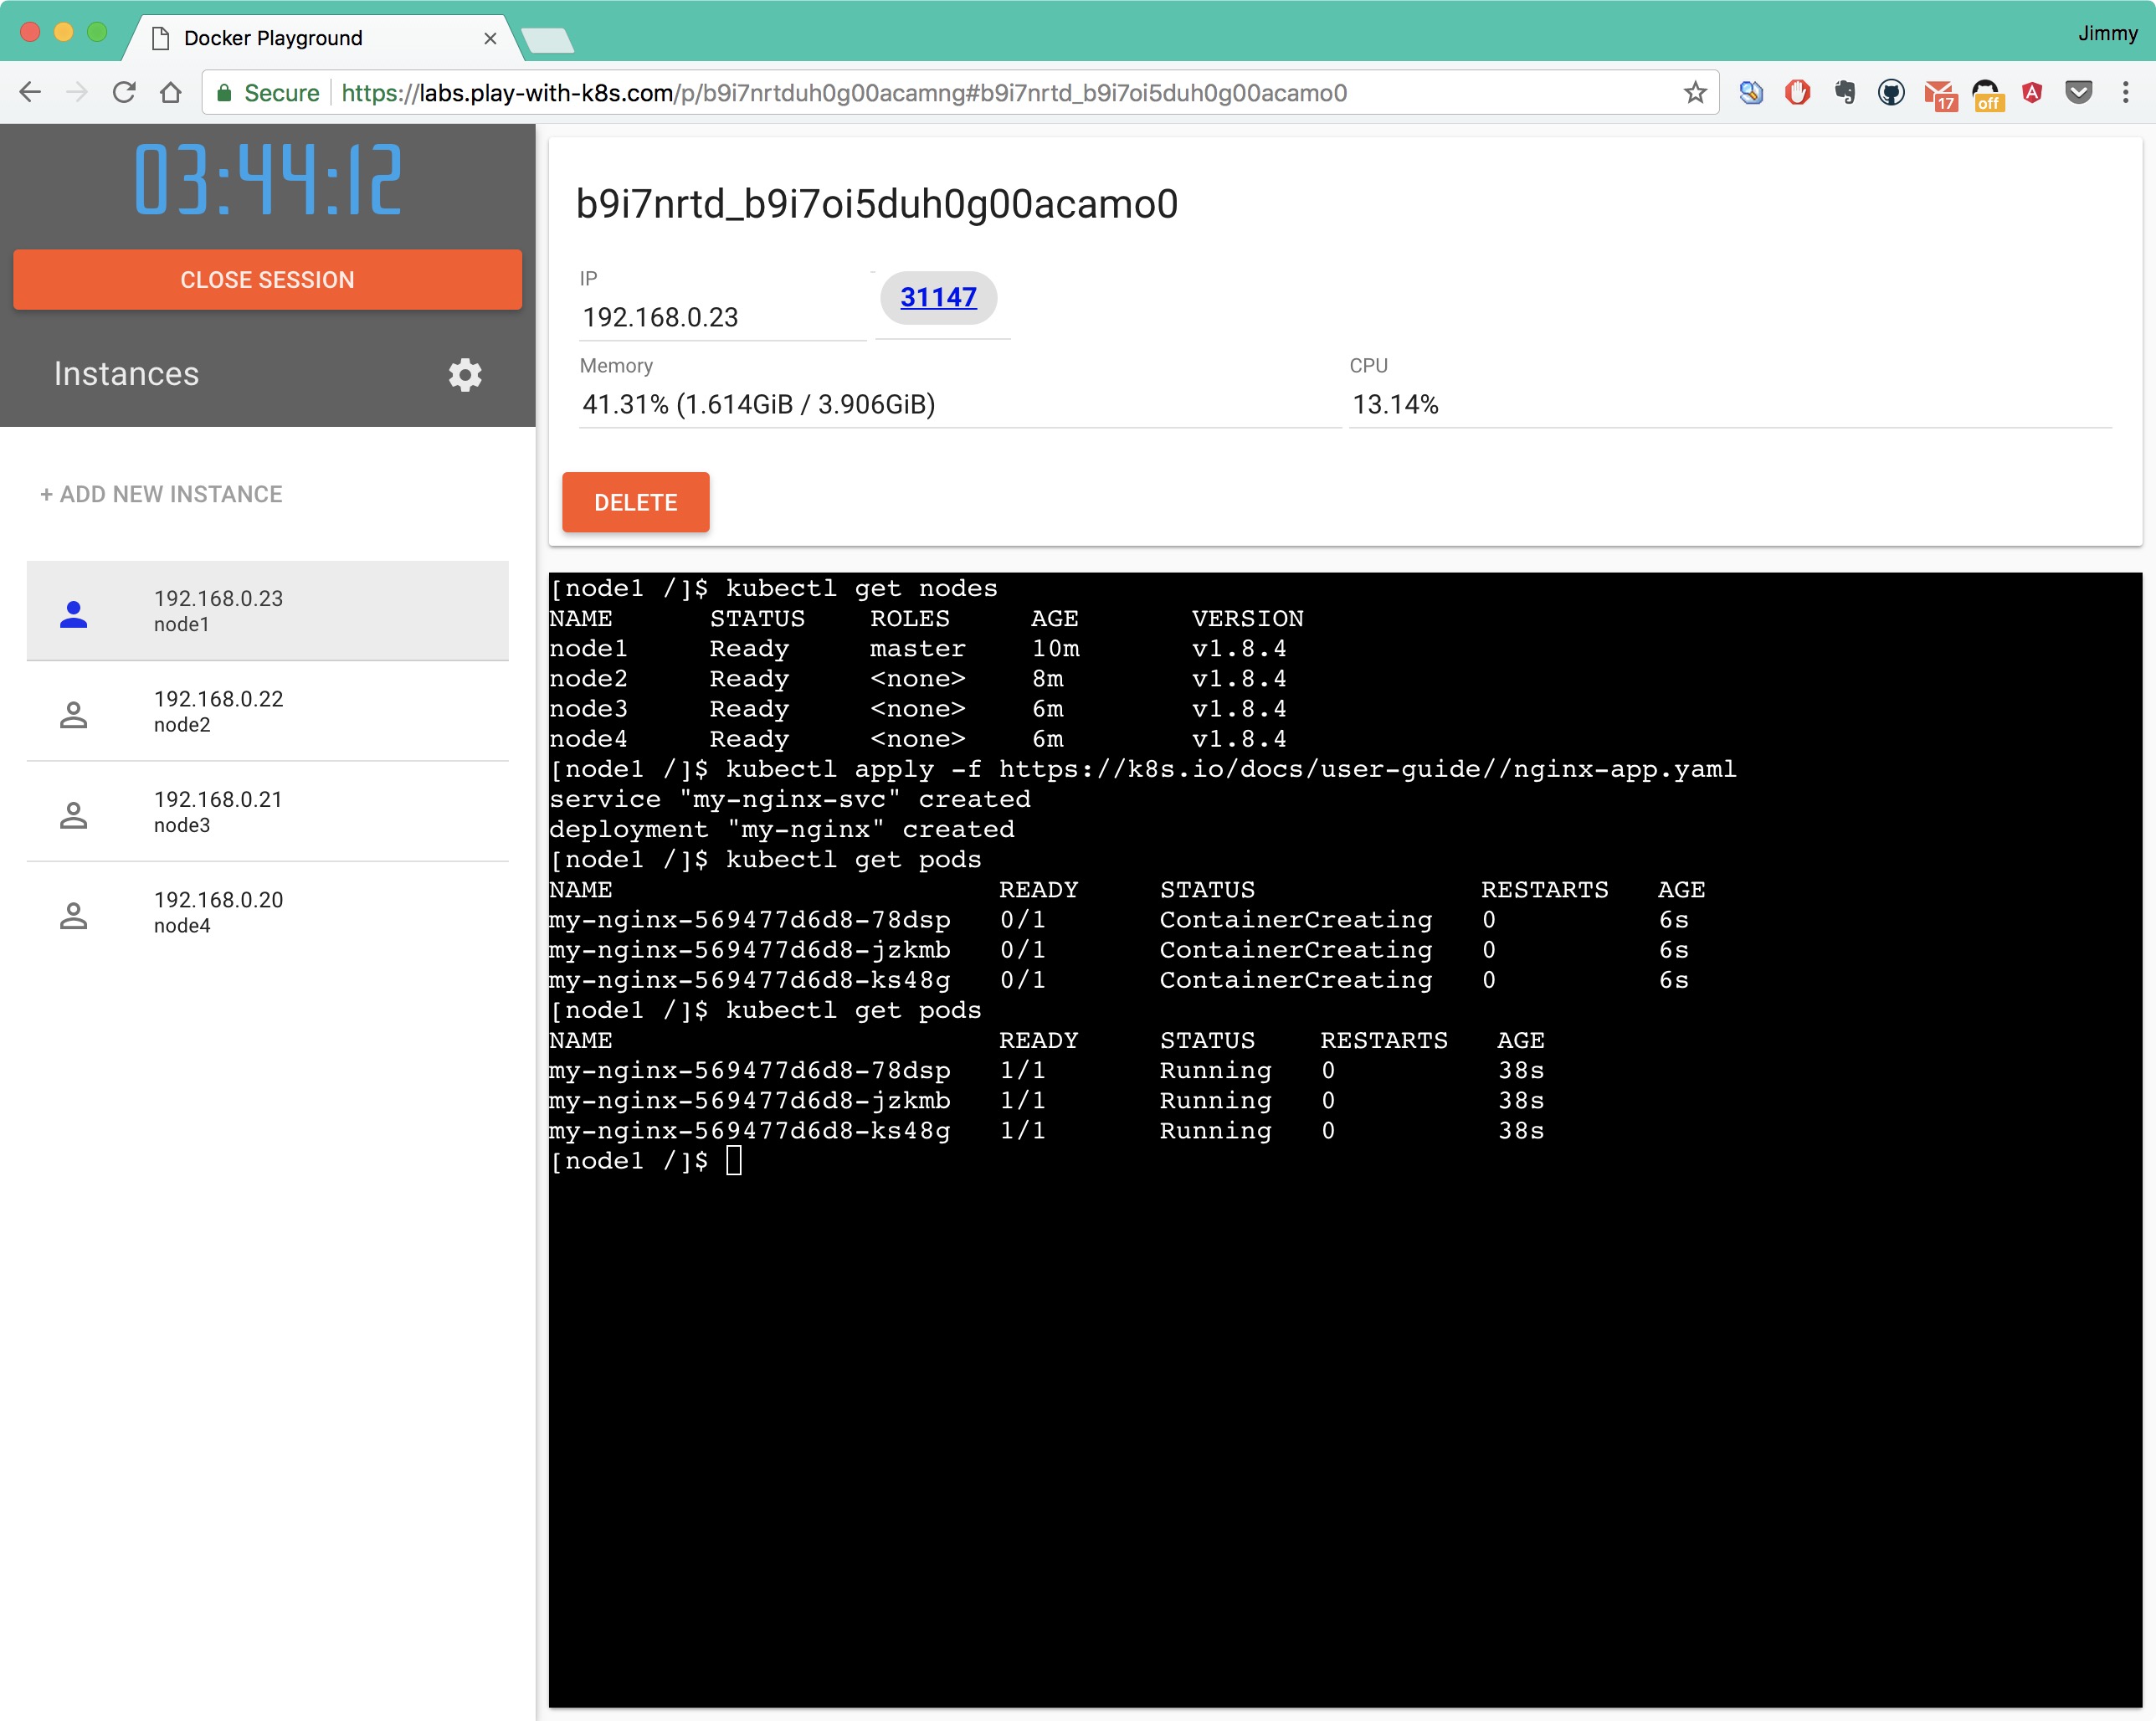 Docker Playground
Jimmy
Secure https://labs.play-with-k8s.com/p/b9i7nrtduh0g00acamng#b9i7nrtd_b9i7oi5duh0g00acamo0
17
off
A
03:44:12
CLOSE SESSION
Instances
+ ADD NEW INSTANCE
192.168.0.23
node1
192.168.0.22
node2
192.168.0.21
node3
192.168.0.20
node4
b9i7nrtd_b9i7oi5duh0g00acamo0
IP
192.168.0.23
31147
Memory
41.31% (1.614GiB / 3.906GiB)
CPU
13.14%
DELETE
[node1 /]$ kubectl get nodes
NAME STATUS ROLES AGE VERSION
node1 Ready master 10m v1.8.4
node2 Ready <none> 8m v1.8.4
node3 Ready <none> 6m v1.8.4
node4 Ready <none> 6m v1.8.4
[node1 /]$ kubectl apply -f https://k8s.io/docs/user-guide//nginx-app.yaml
service "my-nginx-svc" created
deployment "my-nginx" created
[node1 /]$ kubectl get pods
NAME READY STATUS RESTARTS AGE
my-nginx-569477d6d8-78dsp 0/1 ContainerCreating 0 6s
my-nginx-569477d6d8-jzkmb 0/1 ContainerCreating 0 6s
my-nginx-569477d6d8-ks48g 0/1 ContainerCreating 0 6s
[node1 /]$ kubectl get pods
NAME READY STATUS RESTARTS AGE
my-nginx-569477d6d8-78dsp 1/1 Running 0 38s
my-nginx-569477d6d8-jzkmb 1/1 Running 0 38s
my-nginx-569477d6d8-ks48g 1/1 Running 0 38s
[node1 /]$